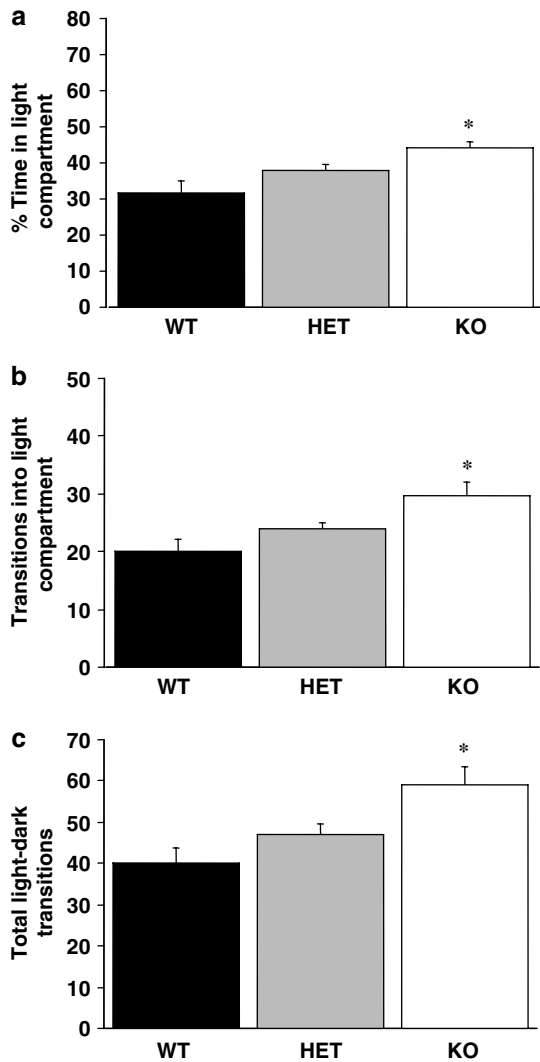 a
% Time in light
compartment
80
70
60
50
40
30
20
10
0
*
WT HET KO
b
Transitions into light
compartment
50
40
30
20
10
0
*
WT HET KO
c
Total light-dark
transitions
70
60
50
40
30
20
10
0
*
WT HET KO